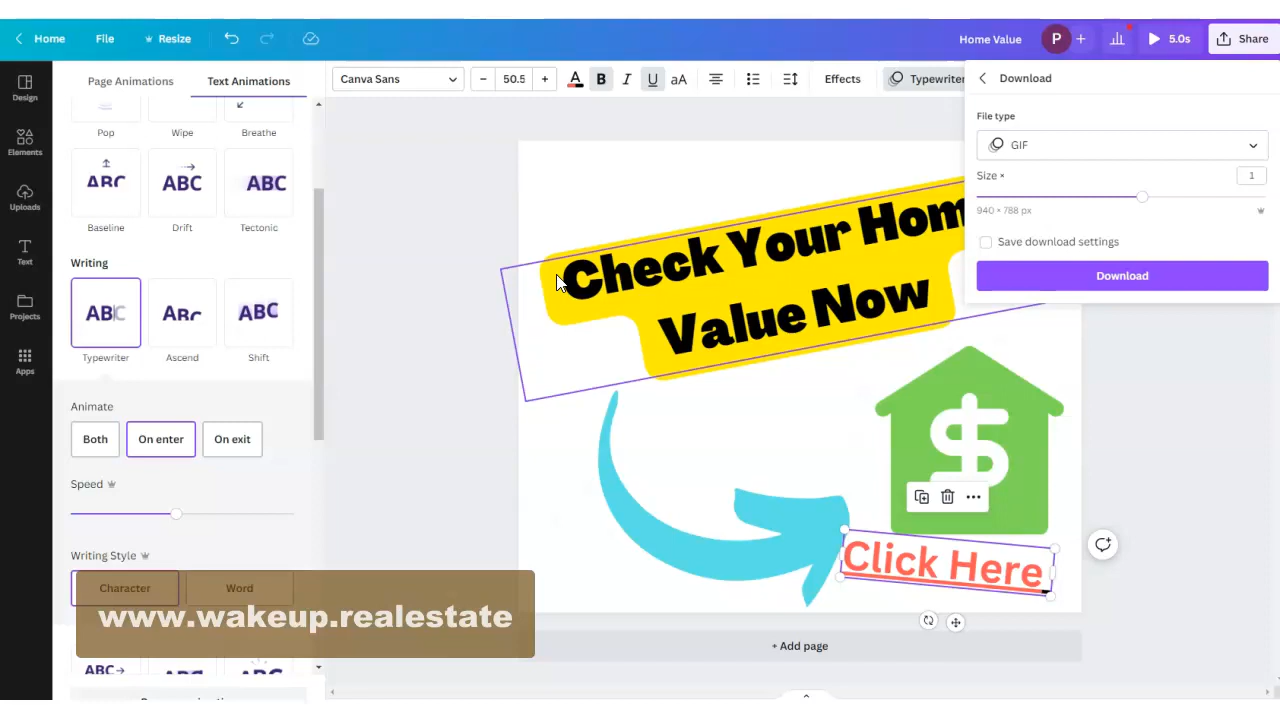 Home File Resize Home Value P + 5.0s Share
Design
Elements
Uploads
Text
Projects
Apps
Page Animations Text Animations
Pop Wipe Breathe
ABC ABC ABC
Baseline Drift Tectonic
Writing
ABC ABC ABC
Typewriter Ascend Shift
Animate
Both On enter On exit
Speed
Writing Style
Character Word
www.wakeup.realestate
ABC
Canva Sans − 50.5 + A B I U aA Effects Typewriter
Check Your Hom
Value Now
Click Here
+ Add page
Download
File type
GIF
Size × 1
940 × 788 px
Save download settings
Download